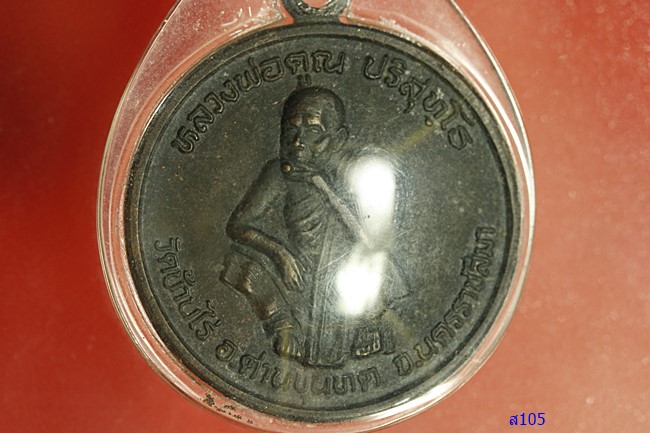 หลวงพ่อคูณ ปริสุทฺโธ
วัดบ้านไร่ อ.ด่านขุนทด จ.นครราชสีมา
ส105